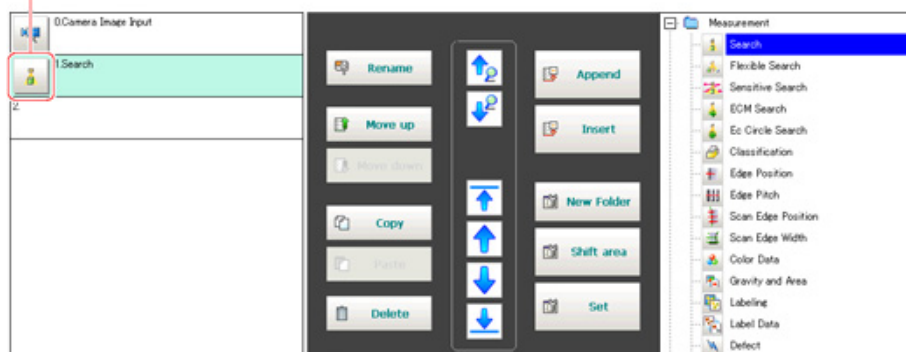 0.Camera Image Input
1.Search
2.
Rename
Move up
Move down
Copy
Paste
Delete
Append
Insert
New Folder
Shift area
Set
Measurement
Search
Flexible Search
Sensitive Search
ECM Search
Ec Circle Search
Classification
Edge Position
Edge Pitch
Scan Edge Position
Scan Edge Width
Color Data
Gravity and Area
Labeling
Label Data
Defect